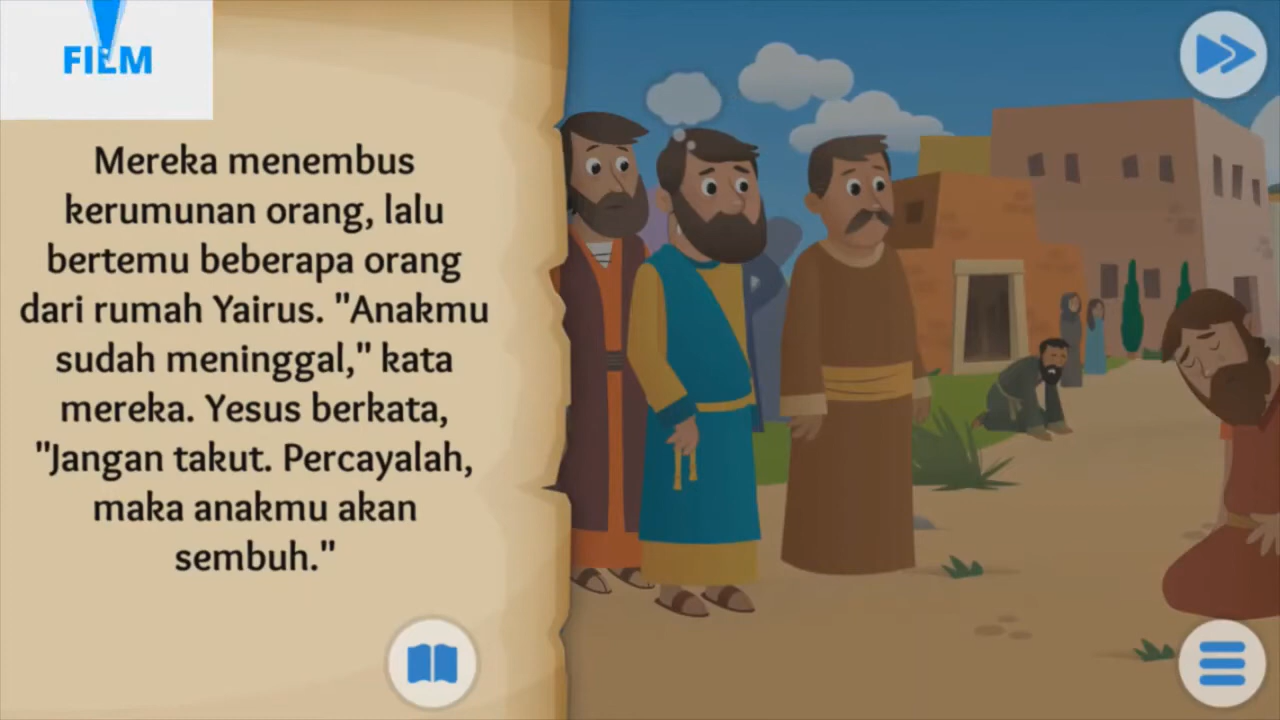 FILM
Mereka menembus
kerumunan orang, lalu
bertemu beberapa orang
dari rumah Yairus. "Anakmu
sudah meninggal," kata
mereka. Yesus berkata,
"Jangan takut. Percayalah,
maka anakmu akan
sembuh."